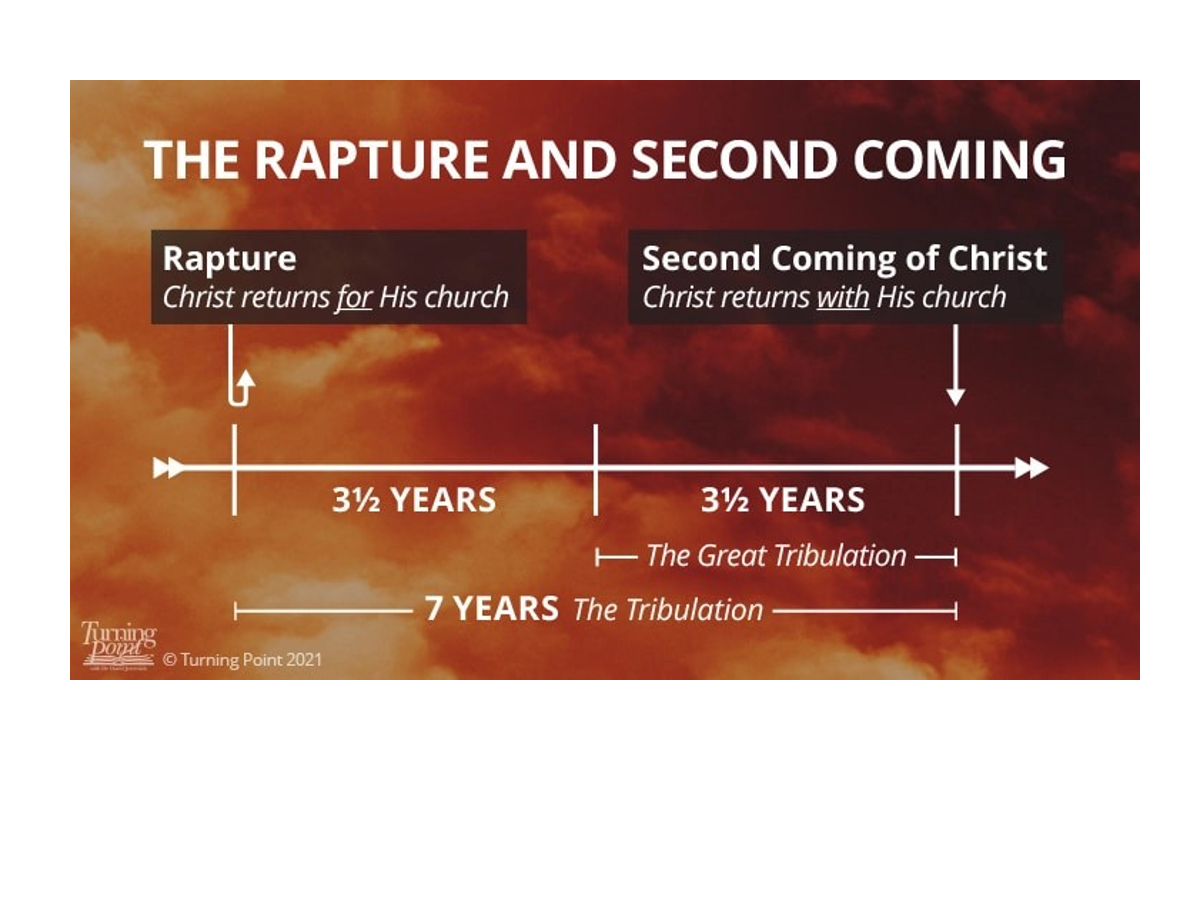 THE RAPTURE AND SECOND COMING
Rapture
Christ returns for His church
Second Coming of Christ
Christ returns with His church
3½ YEARS
3½ YEARS
The Great Tribulation
7 YEARS The Tribulation
Turning
Point
© Turning Point 2021